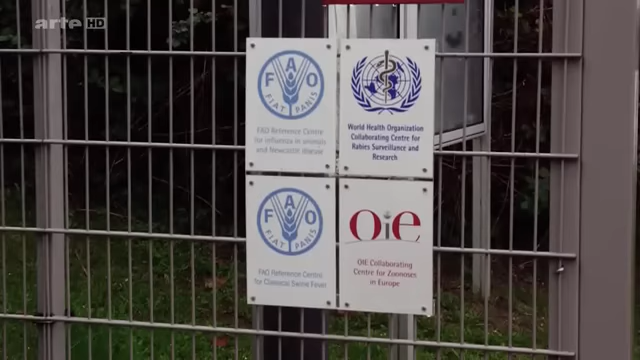 arte HD
FAO
FIAT PANIS
FAO Reference Centre
for influenza in animals
and Newcastle disease
World Health Organization
Collaborating Centre for
Rabies Surveillance and
Research
FAO
FIAT PANIS
FAO Reference Centre
for Classical Swine Fever
OiE
OIE Collaborating
Centre for Zoonoses
in Europe